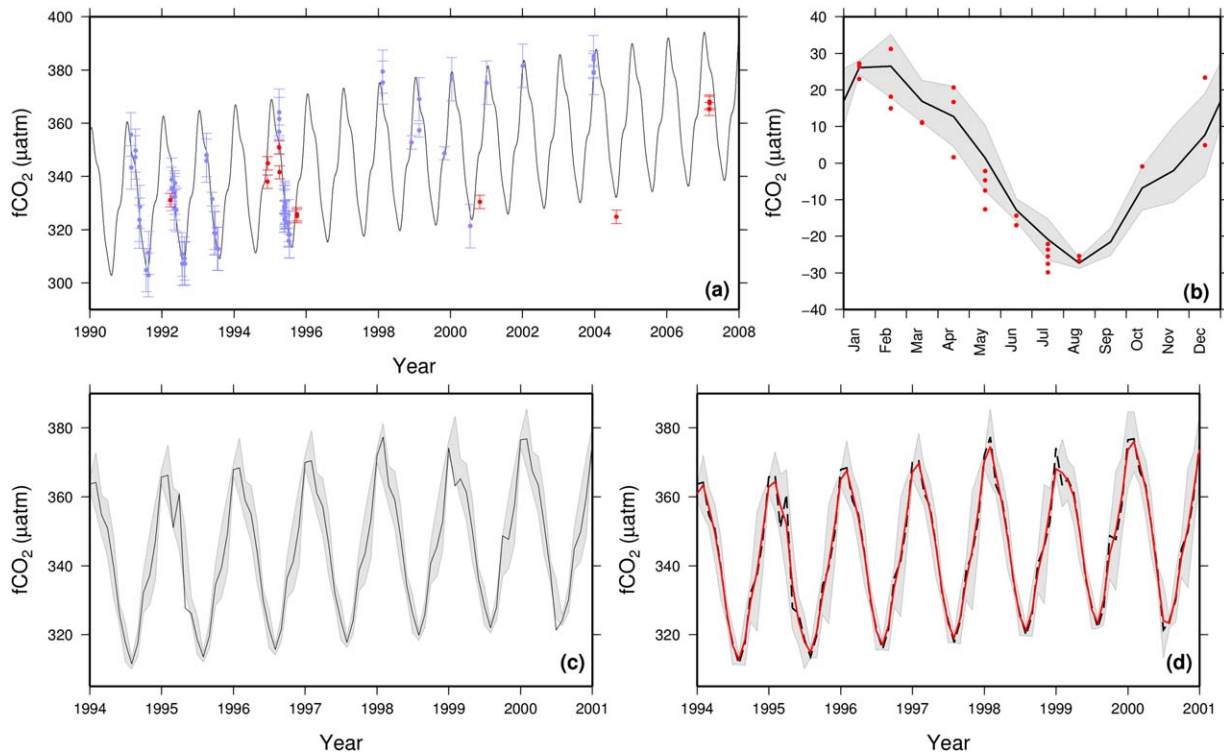 400
380
360
340
320
300
fCO₂ (μatm)
(a)
1990 1992 1994 1996 1998 2000 2002 2004 2006 2008
Year
40
30
20
10
0
−10
−20
−30
−40
fCO₂ (μatm)
(b)
Jan Feb Mar Apr May Jun Jul Aug Sep Oct Nov Dec
380
360
340
320
fCO₂ (μatm)
(c)
1994 1995 1996 1997 1998 1999 2000 2001
Year
380
360
340
320
fCO₂ (μatm)
(d)
1994 1995 1996 1997 1998 1999 2000 2001
Year